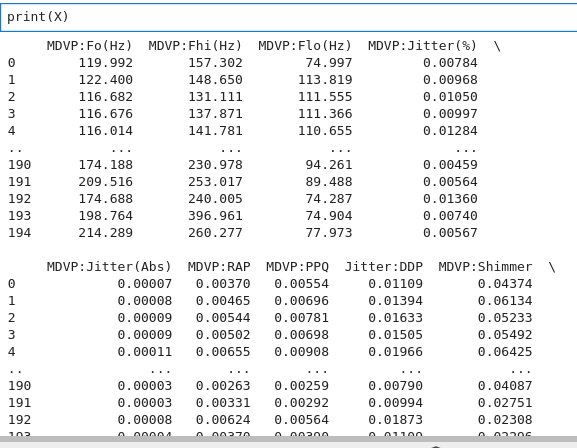 print(X)
MDVP:Fo(Hz) MDVP:Fhi(Hz) MDVP:Flo(Hz) MDVP:Jitter(%) \
0 119.992 157.302 74.997 0.00784
1 122.400 148.650 113.819 0.00968
2 116.682 131.111 111.555 0.01050
3 116.676 137.871 111.366 0.00997
4 116.014 141.781 110.655 0.01284
.. ... ... ... ...
190 174.188 230.978 94.261 0.00459
191 209.516 253.017 89.488 0.00564
192 174.688 240.005 74.287 0.01360
193 198.764 396.961 74.904 0.00740
194 214.289 260.277 77.973 0.00567
MDVP:Jitter(Abs) MDVP:RAP MDVP:PPQ Jitter:DDP MDVP:Shimmer \
0 0.00007 0.00370 0.00554 0.01109 0.04374
1 0.00008 0.00465 0.00696 0.01394 0.06134
2 0.00009 0.00544 0.00781 0.01633 0.05233
3 0.00009 0.00502 0.00698 0.01505 0.05492
4 0.00011 0.00655 0.00908 0.01966 0.06425
.. ... ... ... ... ...
190 0.00003 0.00263 0.00259 0.00790 0.04087
191 0.00003 0.00331 0.00292 0.00994 0.02751
192 0.00008 0.00624 0.00564 0.01873 0.02308